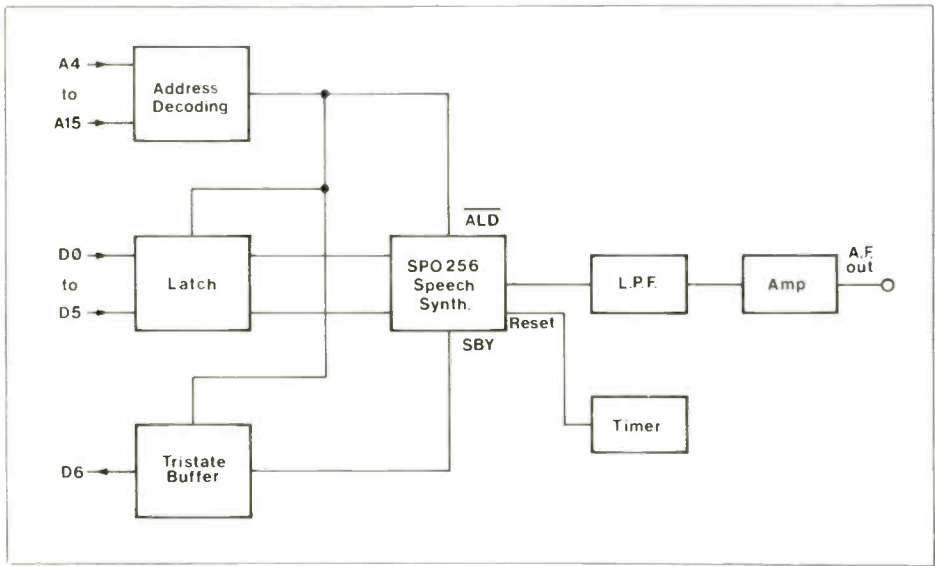 A4
to
A15
Address
Decoding
ALD
D0
to
D5
Latch
SPO256
Speech
Synth.
L.P.F.
Amp
A.F.
out
Reset
SBY
Timer
D6
Tristate
Buffer